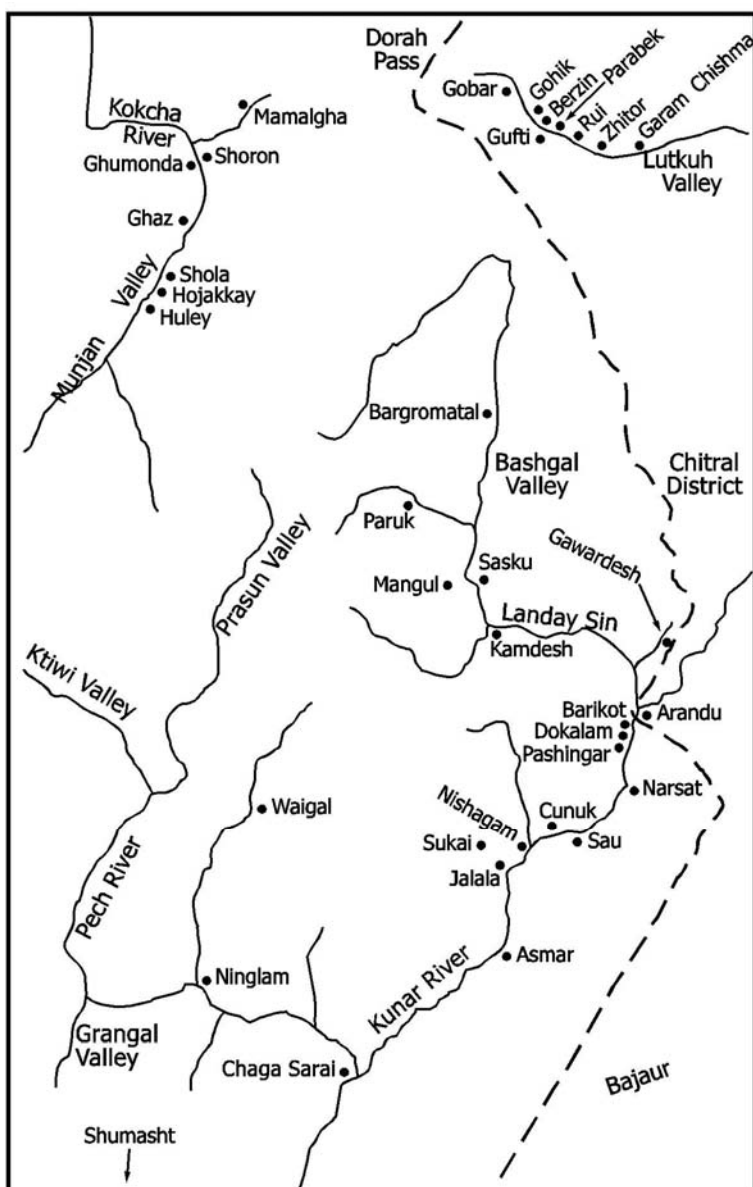 Dorah
Pass
Gohik
Berzin
Parabek
Rui
Zhitor
Garam Chishma
Gobar
Gufti
Lutkuh
Valley
Kokcha
River
Mamalgha
Ghumonda
Shoron
Ghaz
Shola
Hojakkay
Huley
Munjan Valley
Bargromatal
Bashgal
Valley
Chitral
District
Paruk
Prasun Valley
Sasku
Mangul
Gawardesh
Landay Sin
Kamdesh
Ktiwi Valley
Barikot
Arandu
Dokalam
Pashingar
Narsat
Waigal
Nishagam
Cunuk
Sukai
Sau
Jalala
Pech River
Asmar
Ninglam
Kunar River
Grangal
Valley
Chaga Sarai
Bajaur
Shumasht